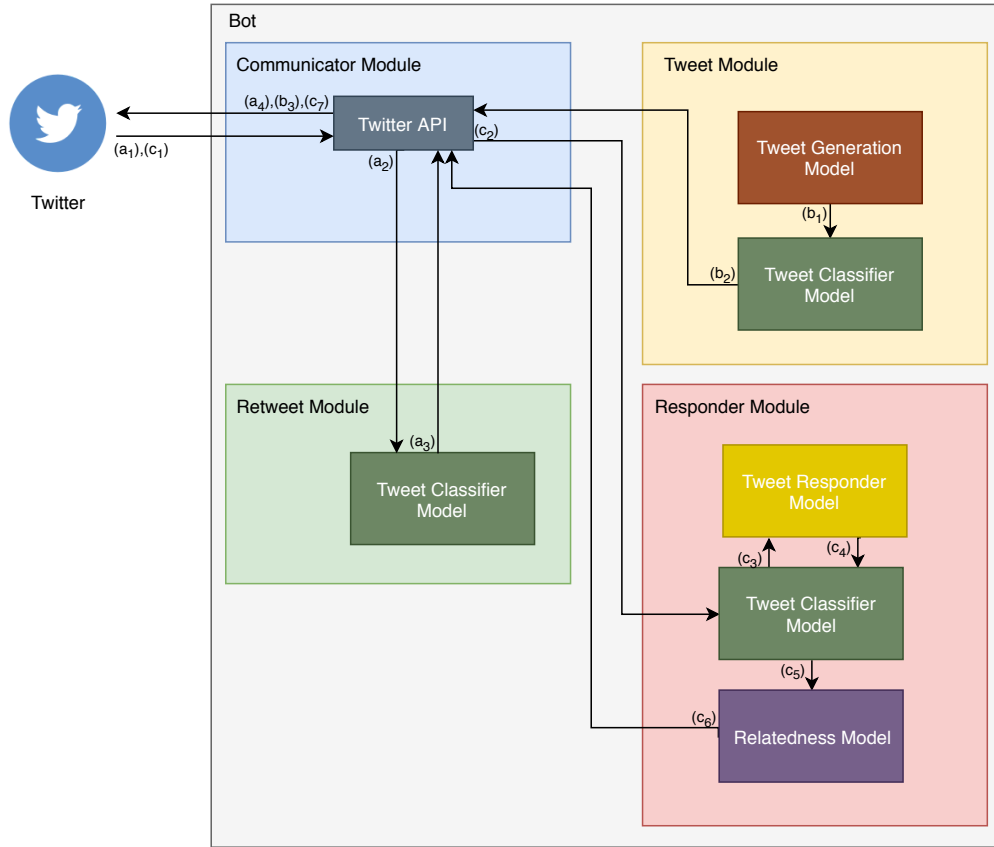 Bot
Communicator Module
Tweet Module
(a4),(b3),(c7)
Twitter API
(c2)
(a1),(c1)
(a2)
Twitter
Tweet Generation
Model
(b1)
(b2)
Tweet Classifier
Model
Retweet Module
Responder Module
(a3)
Tweet Classifier
Model
Tweet Responder
Model
(c3)
(c4)
Tweet Classifier
Model
(c5)
(c6)
Relatedness Model